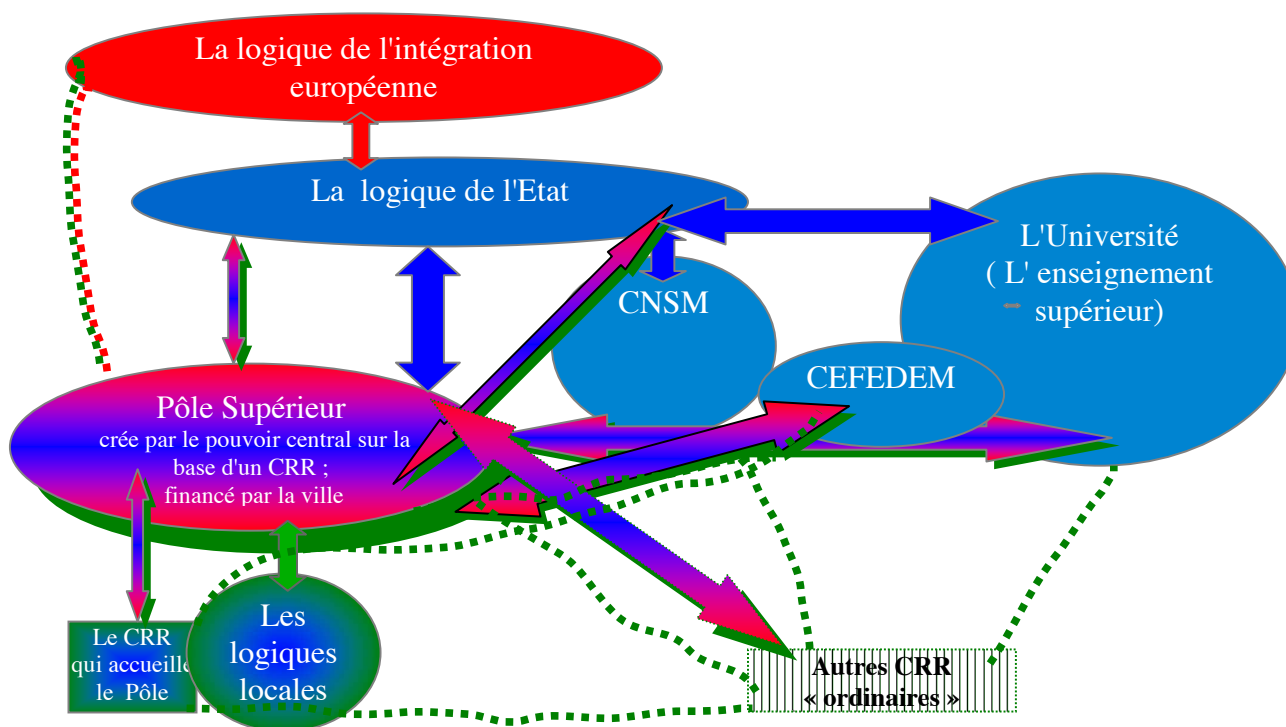 La logique de l'intégration
européenne
La logique de l'Etat
L'Université
( L' enseignement
supérieur)
CNSM
CEFEDEM
Pôle Supérieur
crée par le pouvoir central sur la
base d'un CRR ;
financé par la ville
Le CRR
qui accueille
le Pôle
Les
logiques
locales
Autres CRR
« ordinaires »